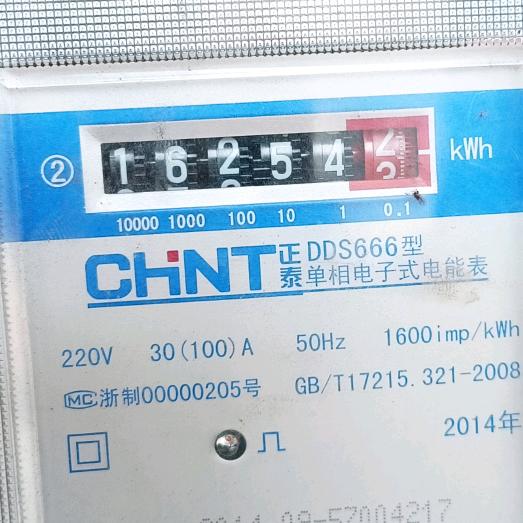 ② 1 6 2 5 4 2 kWh
3
10000 1000 100 10 1 0.1
CHNT 正泰 DDS666型
单相电子式电能表
220V 30(100)A 50Hz 1600imp/kWh
MC 浙制00000205号 GB/T17215.321-2008
2014年